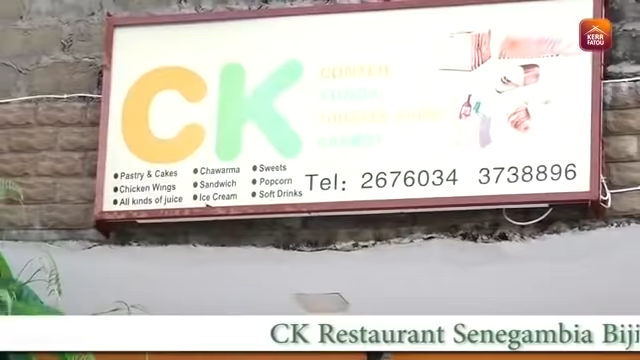 KERR
FATOU
CK
• Pastry & Cakes
• Chicken Wings
• All kinds of juice
• Chawarma
• Sandwich
• Ice Cream
• Sweets
• Popcorn
• Soft Drinks
Tel: 2676034 3738896
CK Restaurant Senegambia Biji